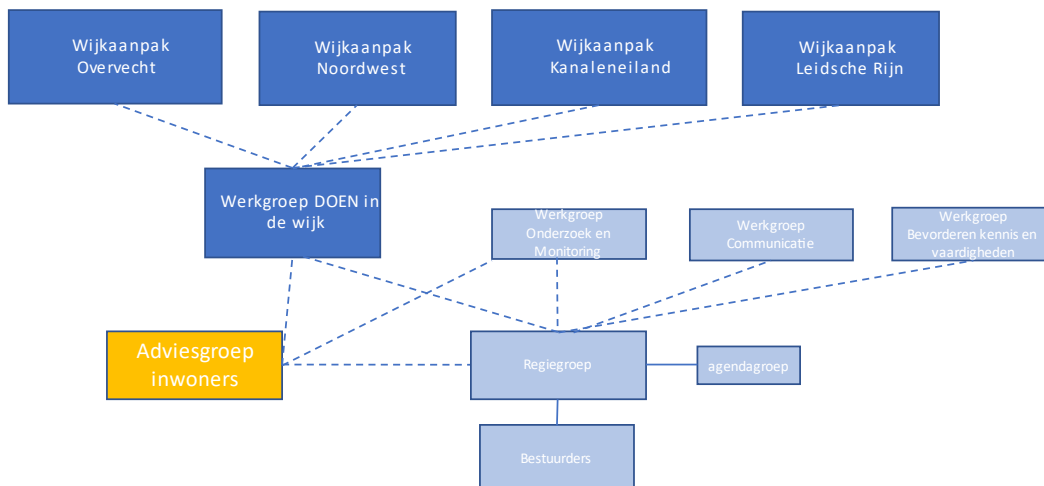 Wijkaanpak
Overvecht
Wijkaanpak
Noordwest
Wijkaanpak
Kanaleneiland
Wijkaanpak
Leidsche Rijn
Werkgroep DOEN in
de wijk
Werkgroep
Onderzoek en
Monitoring
Werkgroep
Communicatie
Werkgroep
Bevorderen kennis en
vaardigheden
Adviesgroep
inwoners
Regiegroep
agendagroep
Bestuurders